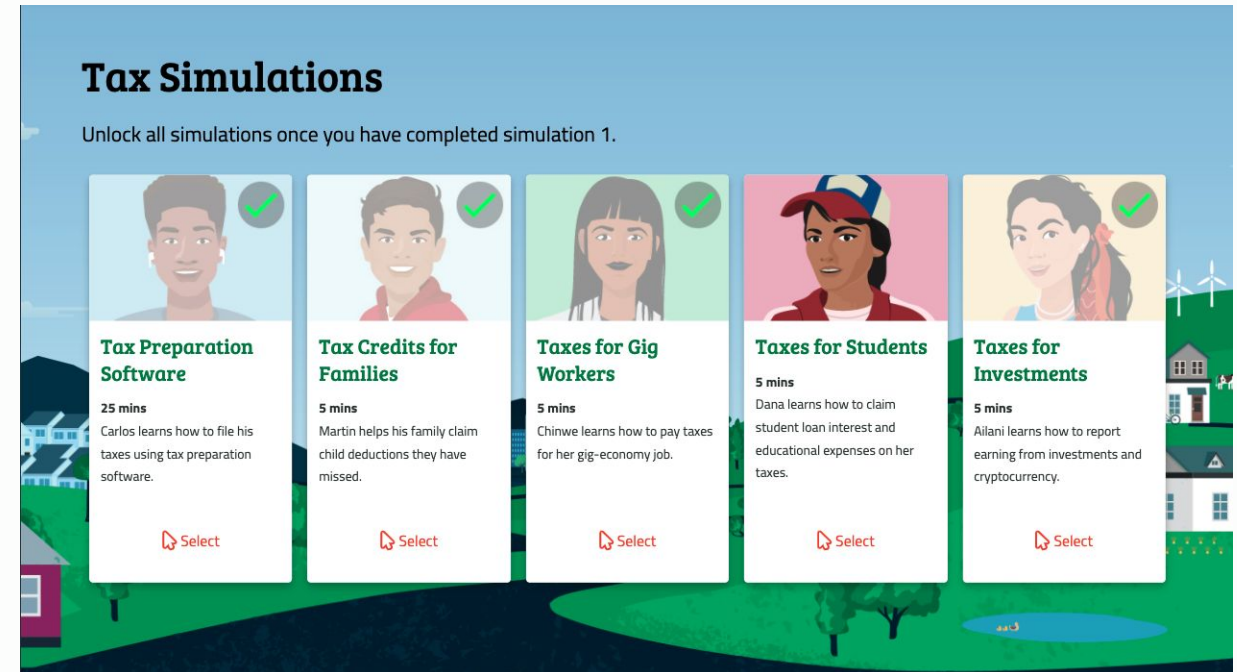 Tax Simulations
Unlock all simulations once you have completed simulation 1.
Tax Preparation
Software
25 mins
Carlos learns how to file his
taxes using tax preparation
software.
Select
Tax Credits for
Families
5 mins
Martin helps his family claim
child deductions they have
missed.
Select
Taxes for Gig
Workers
5 mins
Chinwe learns how to pay taxes
for her gig-economy job.
Select
Taxes for Students
5 mins
Dana learns how to claim
student loan interest and
educational expenses on her
taxes.
Select
Taxes for
Investments
5 mins
Ailani learns how to report
earning from investments and
cryptocurrency.
Select